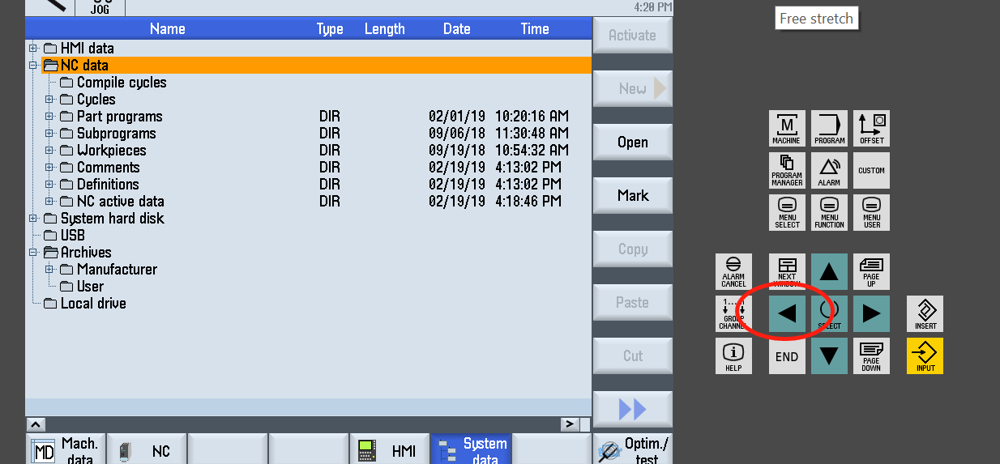 JOG
4:20 PM
Free stretch
Name Type Length Date Time
HMI data
NC data
Compile cycles
Cycles
Part programs DIR 02/01/19 10:20:16 AM
Subprograms DIR 09/06/18 11:30:48 AM
Workpieces DIR 09/19/18 10:54:32 AM
Comments DIR 02/19/19 4:13:02 PM
Definitions DIR 02/19/19 4:13:02 PM
NC active data DIR 02/19/19 4:18:46 PM
System hard disk
USB
Archives
Manufacturer
User
Local drive
Activate
New
Open
Mark
Copy
Paste
Cut
MD Mach.
data
NC
HMI
System
data
Optim./
test
M
MACHINE
PROGRAM
OFFSET
PROGRAM
MANAGER
ALARM
CUSTOM
MENU
SELECT
MENU
FUNCTION
MENU
USER
ALARM
CANCEL
NEXT
WINDOW
PAGE
UP
GROUP
CHANNEL
SELECT
INSERT
i
HELP
END
PAGE
DOWN
INPUT